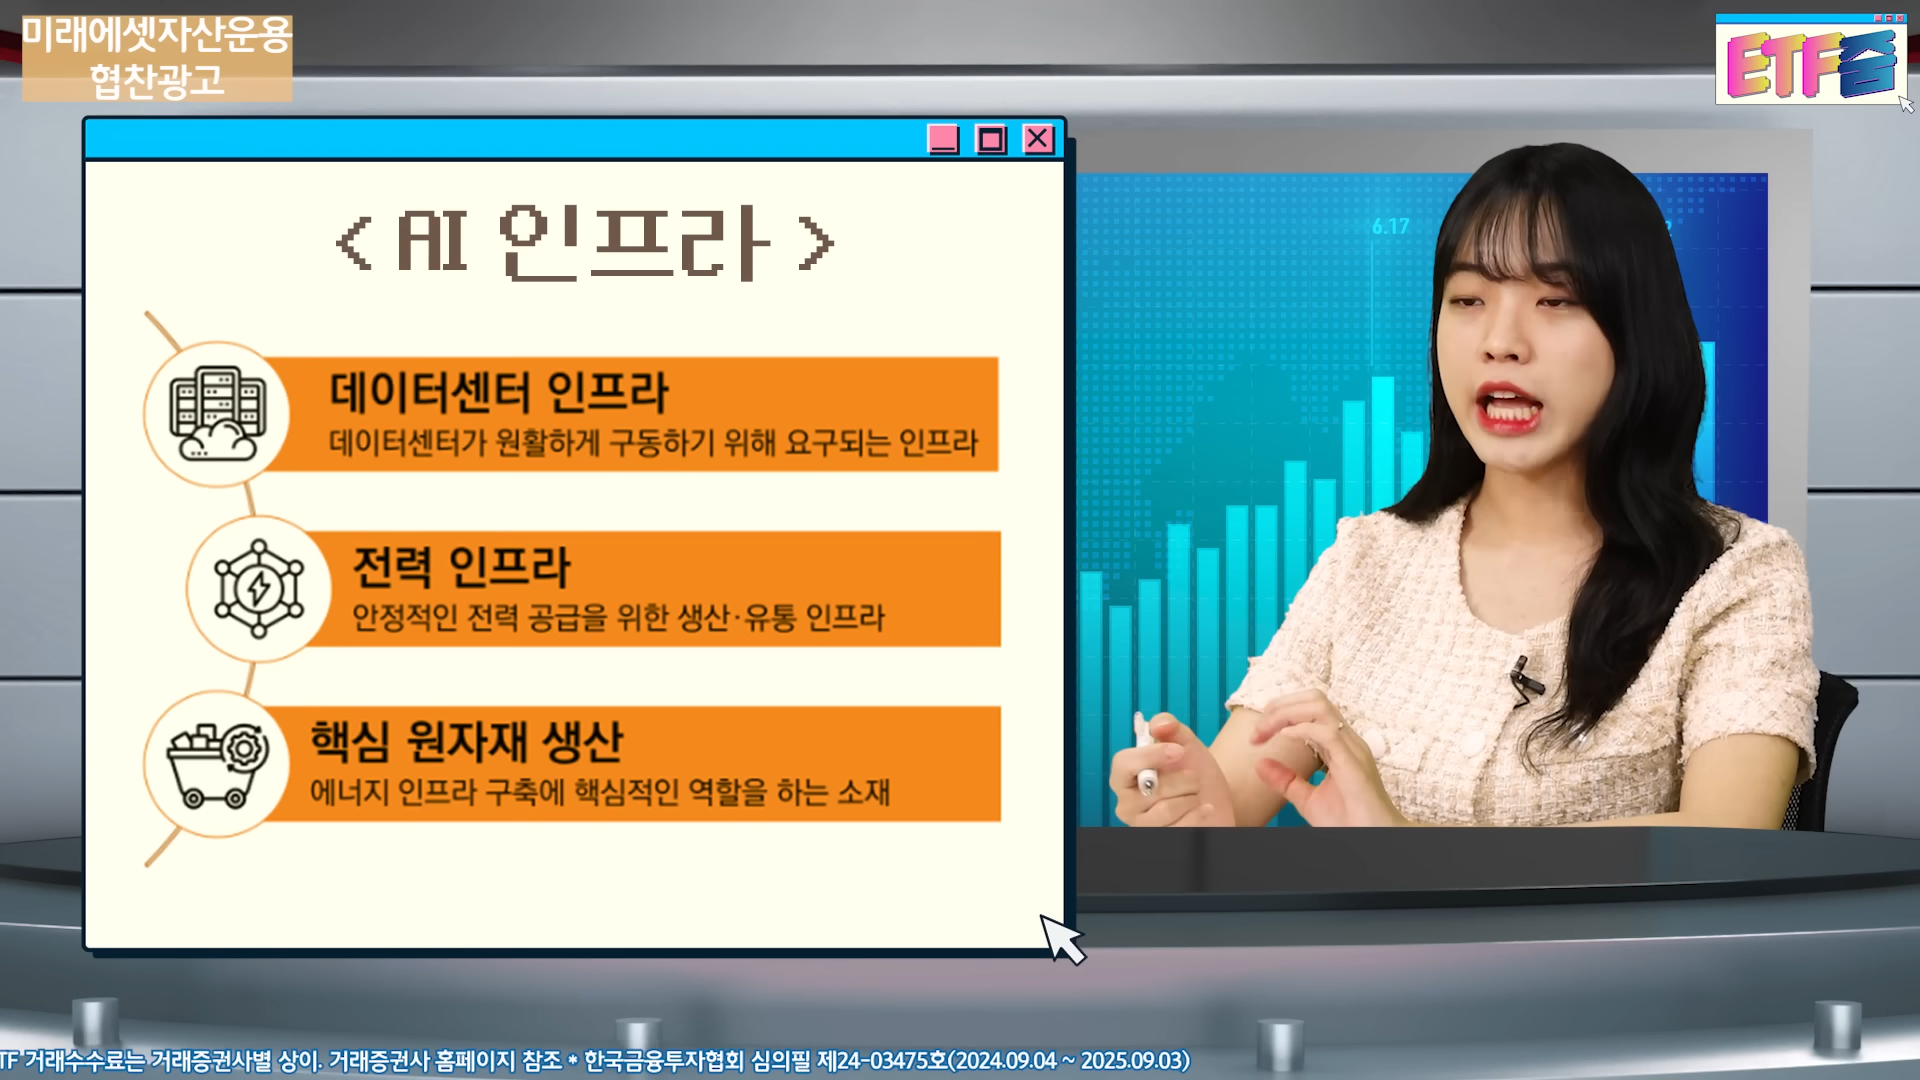 미래에셋자산운용
협찬광고
ETF줌
< AI 인프라 >
데이터센터 인프라
데이터센터가 원활하게 구동하기 위해 요구되는 인프라
6.17
전력 인프라
안정적인 전력 공급을 위한 생산·유통 인프라
핵심 원자재 생산
에너지 인프라 구축에 핵심적인 역할을 하는 소재
TF 거래수수료는 거래증권사별 상이. 거래증권사 홈페이지 참조 * 한국금융투자협회 심의필 제24-03475호(2024.09.04 ~ 2025.09.03)